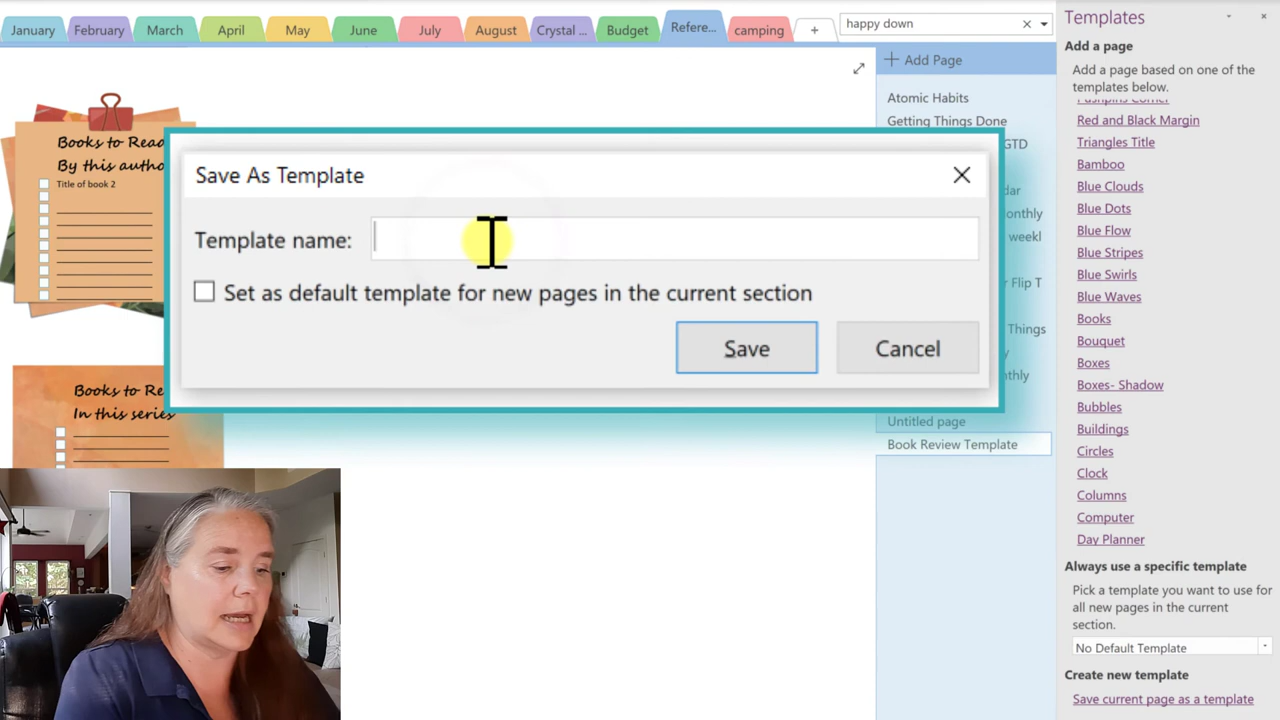 January
February
March
April
May
June
July
August
Crystal ...
Budget
Refere...
camping
+
happy down
Templates
Add a page
Add a page based on one of the
templates below.
Pushpins Corner
Red and Black Margin
Triangles Title
Bamboo
Blue Clouds
Blue Dots
Blue Flow
Blue Stripes
Blue Swirls
Blue Waves
Books
Bouquet
Boxes
Boxes- Shadow
Bubbles
Buildings
Circles
Clock
Columns
Computer
Day Planner
Always use a specific template
Pick a template you want to use for
all new pages in the current
section.
No Default Template
Create new template
Save current page as a template
Add Page
Atomic Habits
Getting Things Done
GTD
dar
onthly
weekl
Flip T
Things
nthly
Untitled page
Book Review Template
Books to Rea
By this autho
Title of book 2
Books to Re
In this series
Save As Template
Template name:
Set as default template for new pages in the current section
Save
Cancel